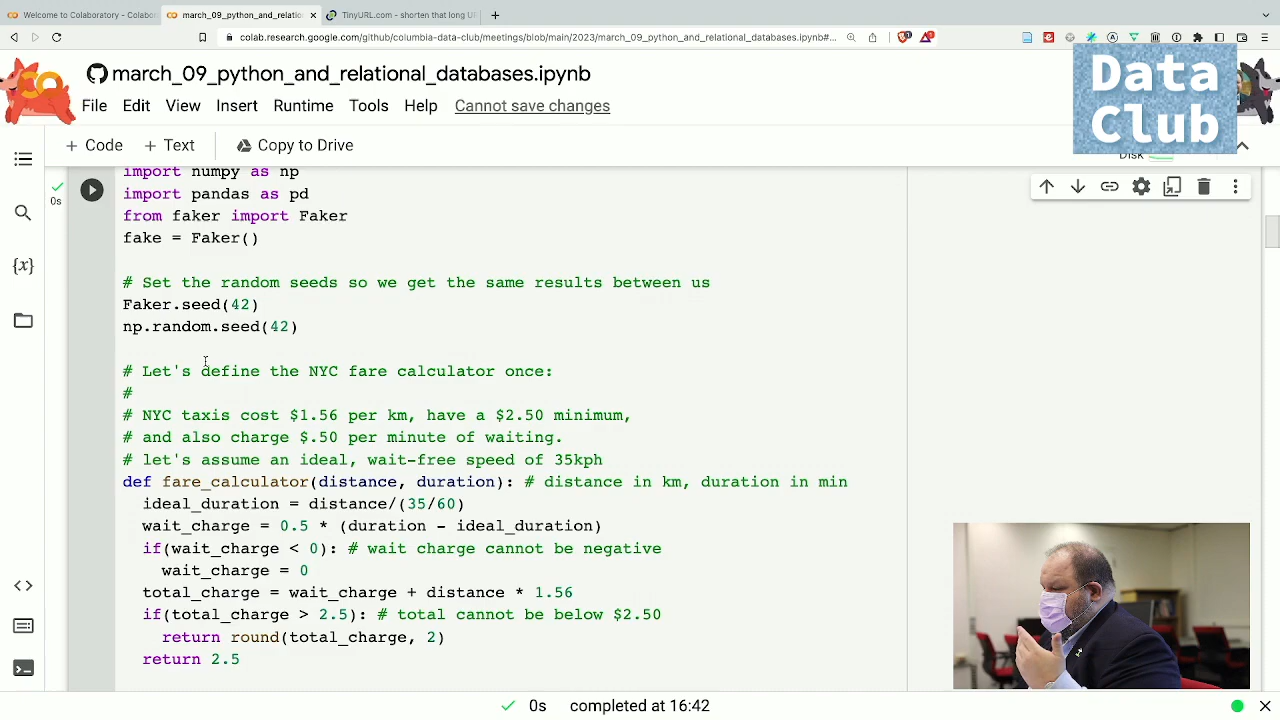 Welcome to Colaboratory - Colabor
march_09_python_and_relatio
TinyURL.com - shorten that long U
colab.research.google.com/github/columbia-data-club/meetings/blob/main/2023/march_09_python_and_relational_databases.ipynb#...
march_09_python_and_relational_databases.ipynb
File Edit View Insert Runtime Tools Help Cannot save changes
Data
Club
+ Code + Text Copy to Drive
Disk
0s
import numpy as np
import pandas as pd
from faker import Faker
fake = Faker()
# Set the random seeds so we get the same results between us
Faker.seed(42)
np.random.seed(42)
# Let's define the NYC fare calculator once:
#
# NYC taxis cost $1.56 per km, have a $2.50 minimum,
# and also charge $.50 per minute of waiting.
# let's assume an ideal, wait-free speed of 35kph
def fare_calculator(distance, duration): # distance in km, duration in min
ideal_duration = distance/(35/60)
wait_charge = 0.5 * (duration - ideal_duration)
if(wait_charge < 0): # wait charge cannot be negative
wait_charge = 0
total_charge = wait_charge + distance * 1.56
if(total_charge > 2.5): # total cannot be below $2.50
return round(total_charge, 2)
return 2.5
0s completed at 16:42